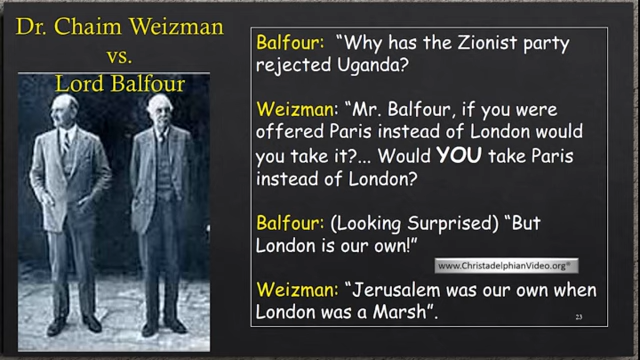 Dr. Chaim Weizman
vs.
Lord Balfour
Balfour: “Why has the Zionist party
rejected Uganda?
Weizman: “Mr. Balfour, if you were
offered Paris instead of London would
you take it?... Would YOU take Paris
instead of London?
Balfour: (Looking Surprised) “But
London is our own!”
www.ChristadelphianVideo.org®
Weizman: “Jerusalem was our own when
London was a Marsh”.
23